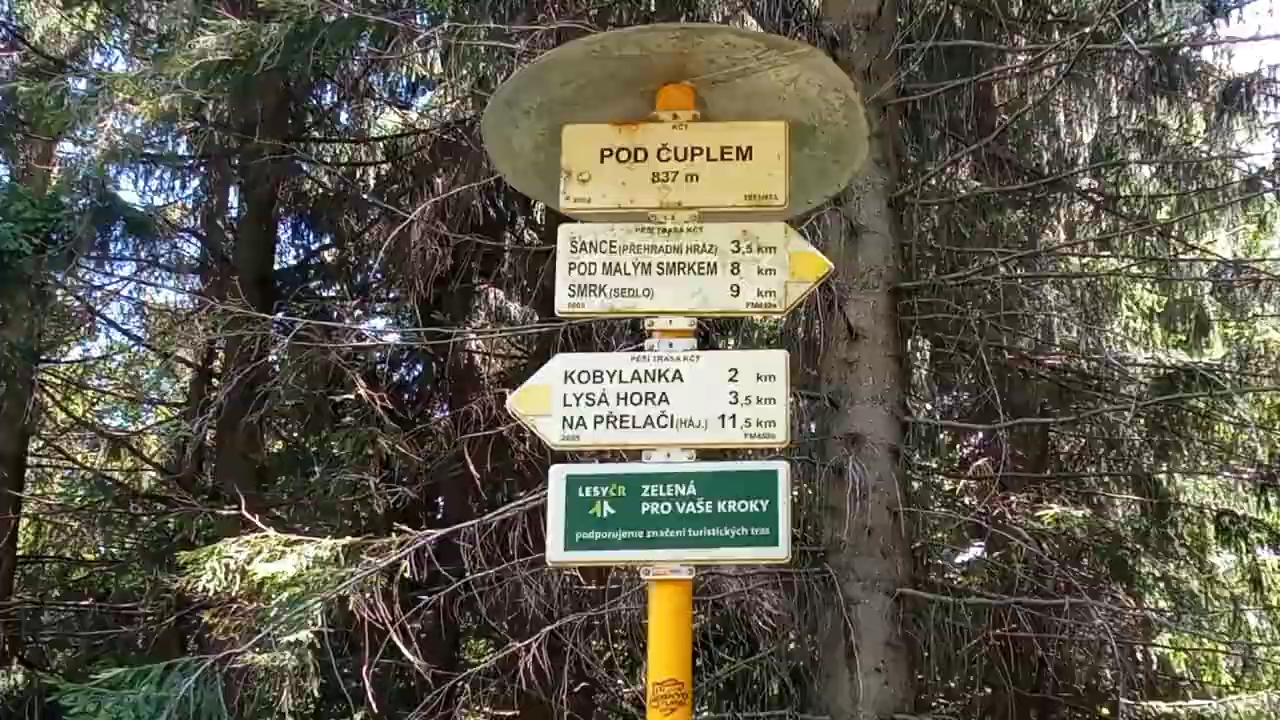 KČT
POD ČUPLEM
837 m
PĚŠÍ TRASA KČT
ŠANCE (PŘEHRADNÍ HRÁZ) 3,5 km
POD MALÝM SMRKEM 8 km
SMRK (SEDLO) 9 km
PĚŠÍ TRASA KČT
KOBYLANKA 2 km
LYSÁ HORA 3,5 km
NA PŘELAČI (HÁJ.) 11,5 km
LESY ČR ZELENÁ
PRO VAŠE KROKY
podporujeme značení turistických tras